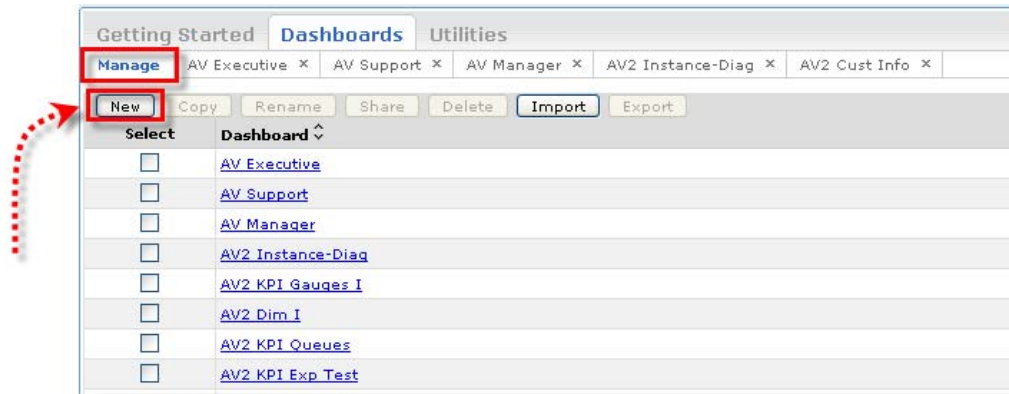 Getting Started Dashboards Utilities
Manage AV Executive × AV Support × AV Manager × AV2 Instance-Diag × AV2 Cust Info ×
New Copy Rename Share Delete Import Export
Select Dashboard
AV Executive
AV Support
AV Manager
AV2 Instance-Diag
AV2 KPI Gauges I
AV2 Dim I
AV2 KPI Queues
AV2 KPI Exp Test